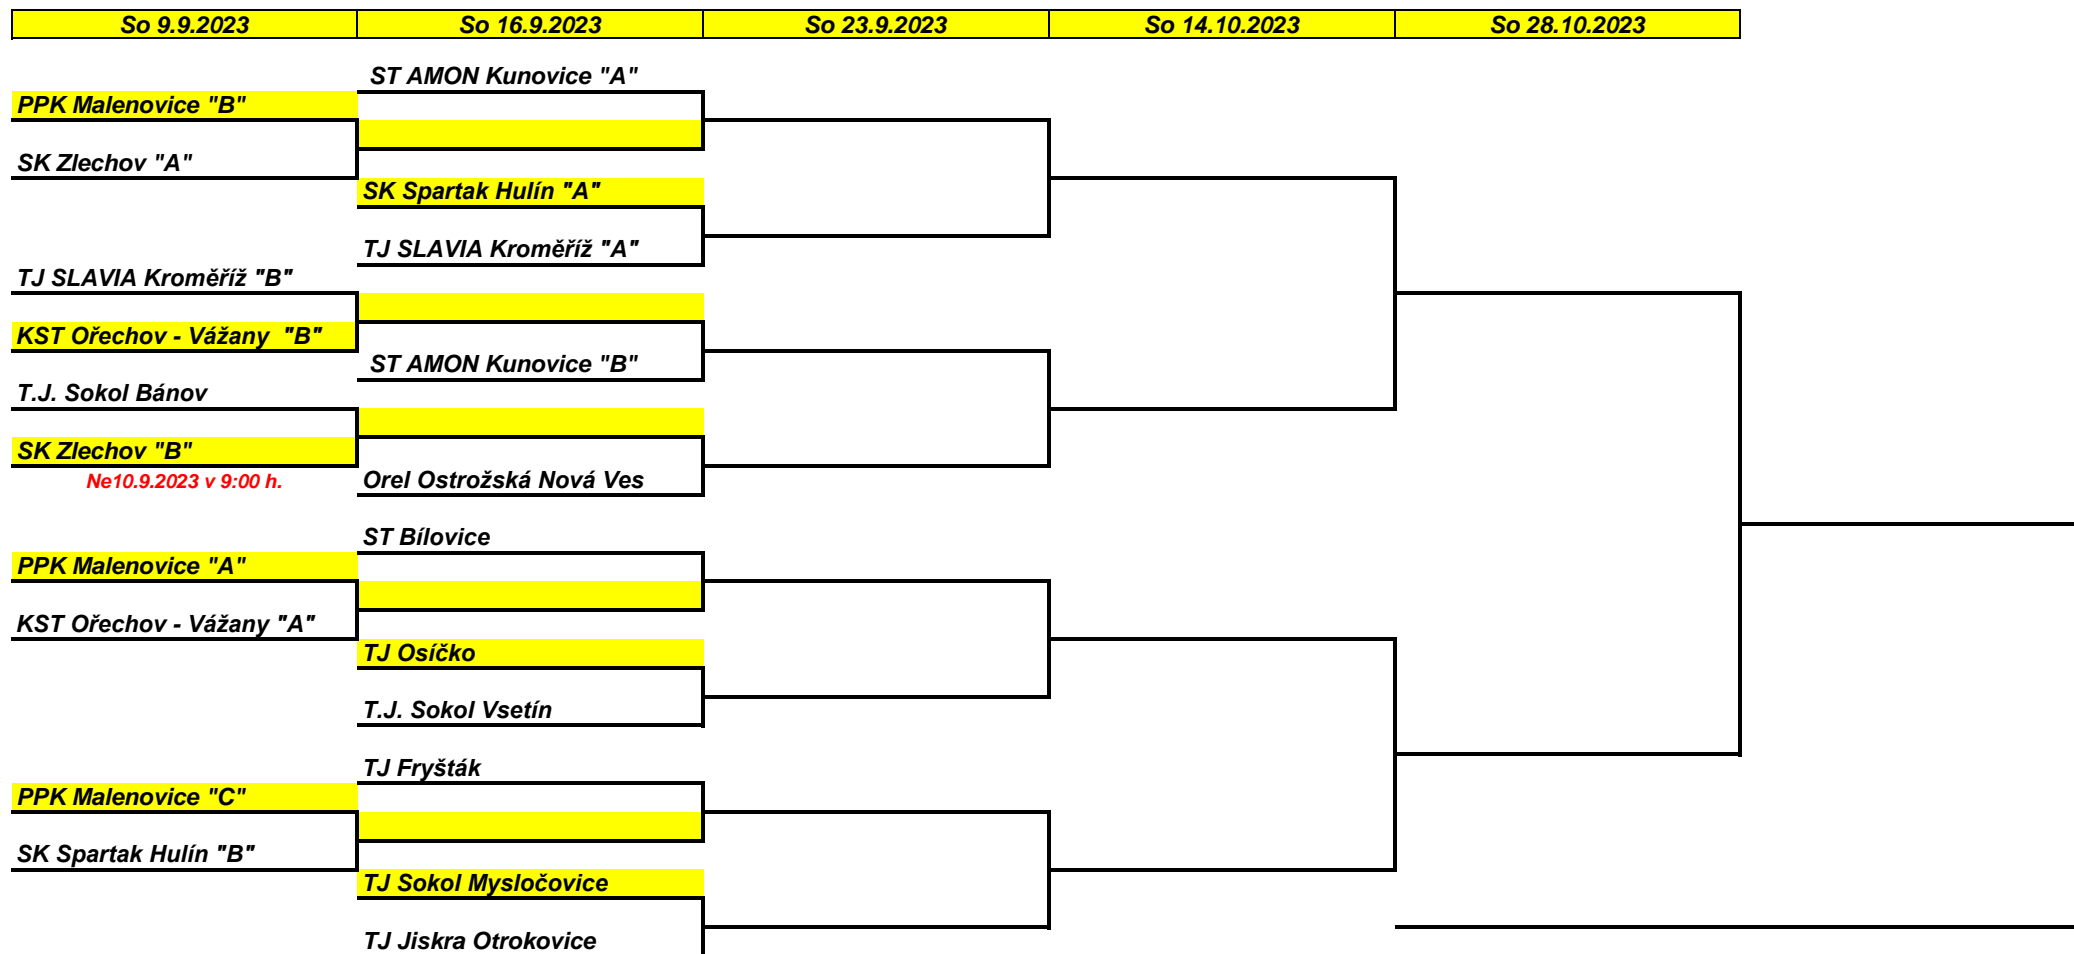 So 9.9.2023 So 16.9.2023 So 23.9.2023 So 14.10.2023 So 28.10.2023
ST AMON Kunovice "A"
PPK Malenovice "B"
SK Zlechov "A"
SK Spartak Hulín "A"
TJ SLAVIA Kroměříž "A"
TJ SLAVIA Kroměříž "B"
KST Ořechov - Vážany "B"
ST AMON Kunovice "B"
T.J. Sokol Bánov
SK Zlechov "B"
Ne10.9.2023 v 9:00 h.
Orel Ostrožská Nová Ves
ST Bílovice
PPK Malenovice "A"
KST Ořechov - Vážany "A"
TJ Osíčko
T.J. Sokol Vsetín
TJ Fryšták
PPK Malenovice "C"
SK Spartak Hulín "B"
TJ Sokol Mysločovice
TJ Jiskra Otrokovice